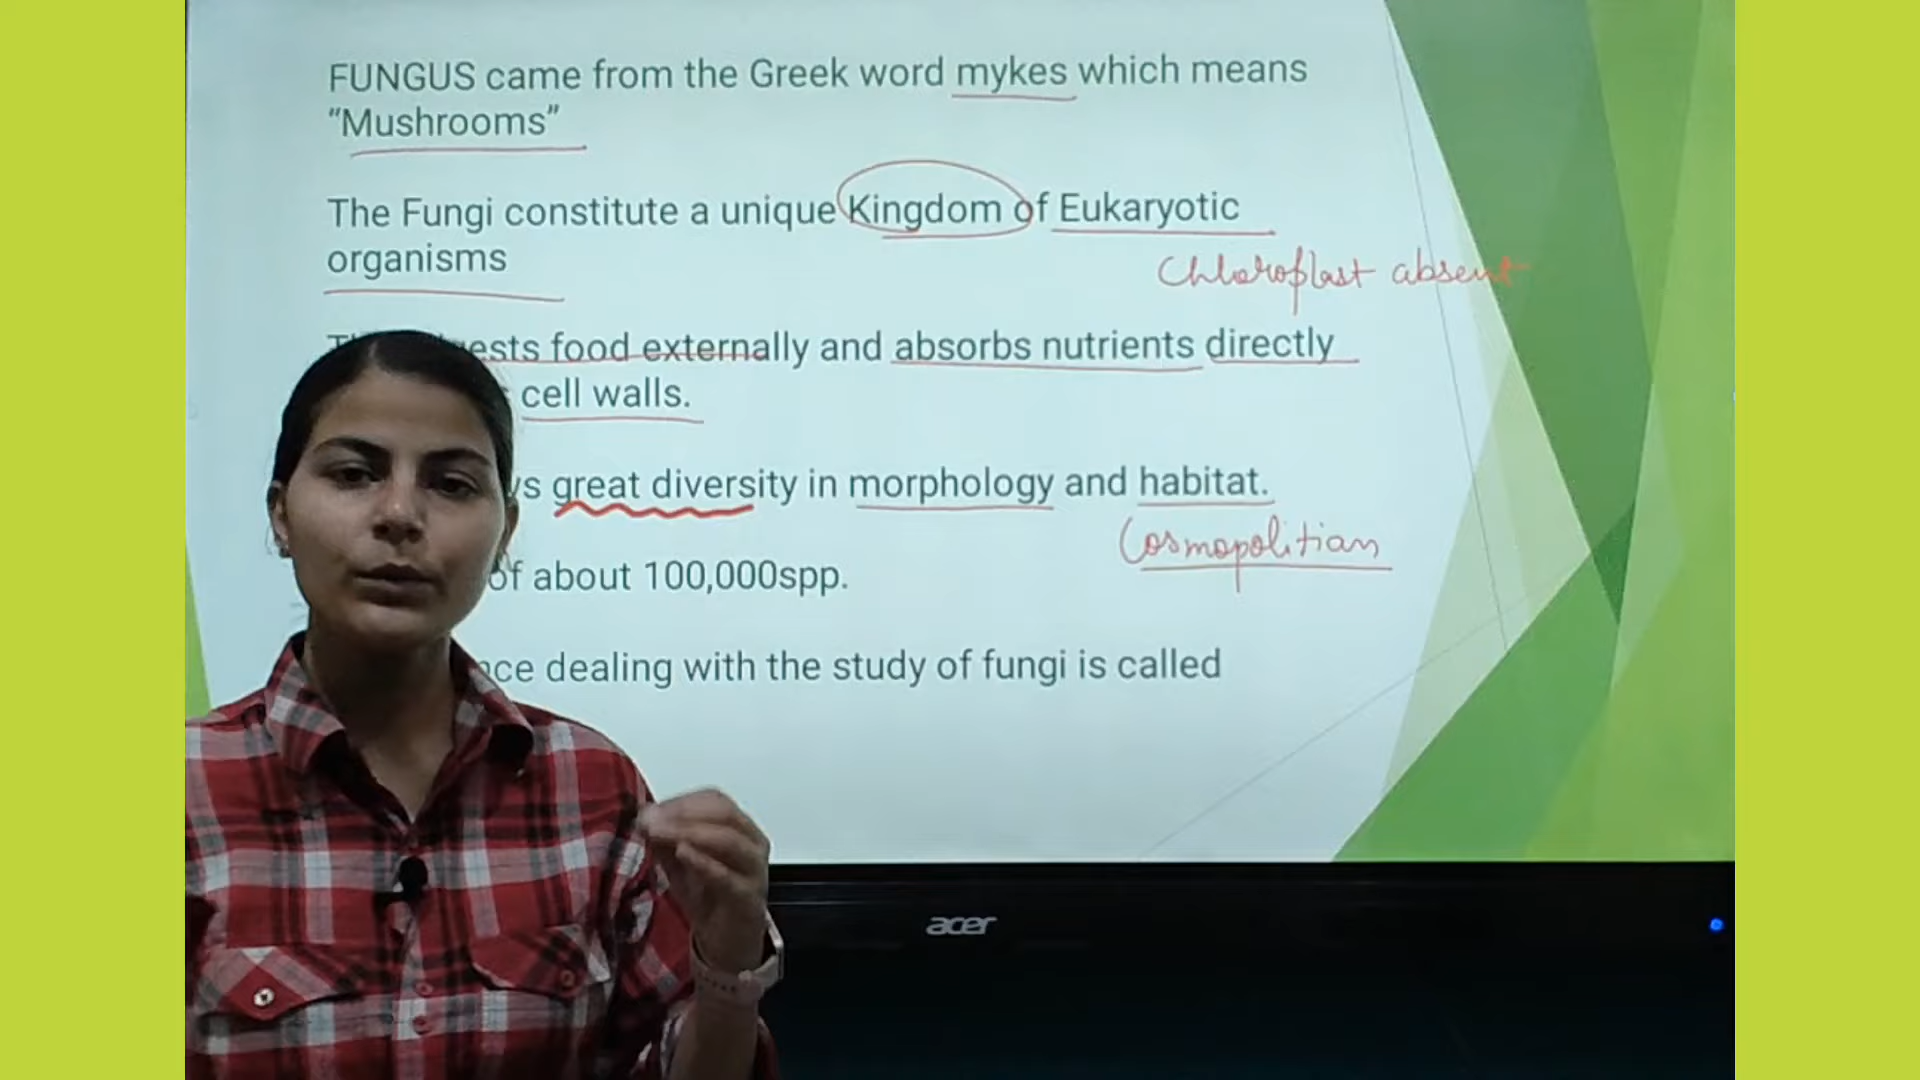 FUNGUS came from the Greek word mykes which means
"Mushrooms"
The Fungi constitute a unique Kingdom of Eukaryotic
organisms
Chloroplast absent
food externally and absorbs nutrients directly
cell walls.
great diversity in morphology and habitat.
Cosmopolitian
of about 100,000spp.
dealing with the study of fungi is called
acer